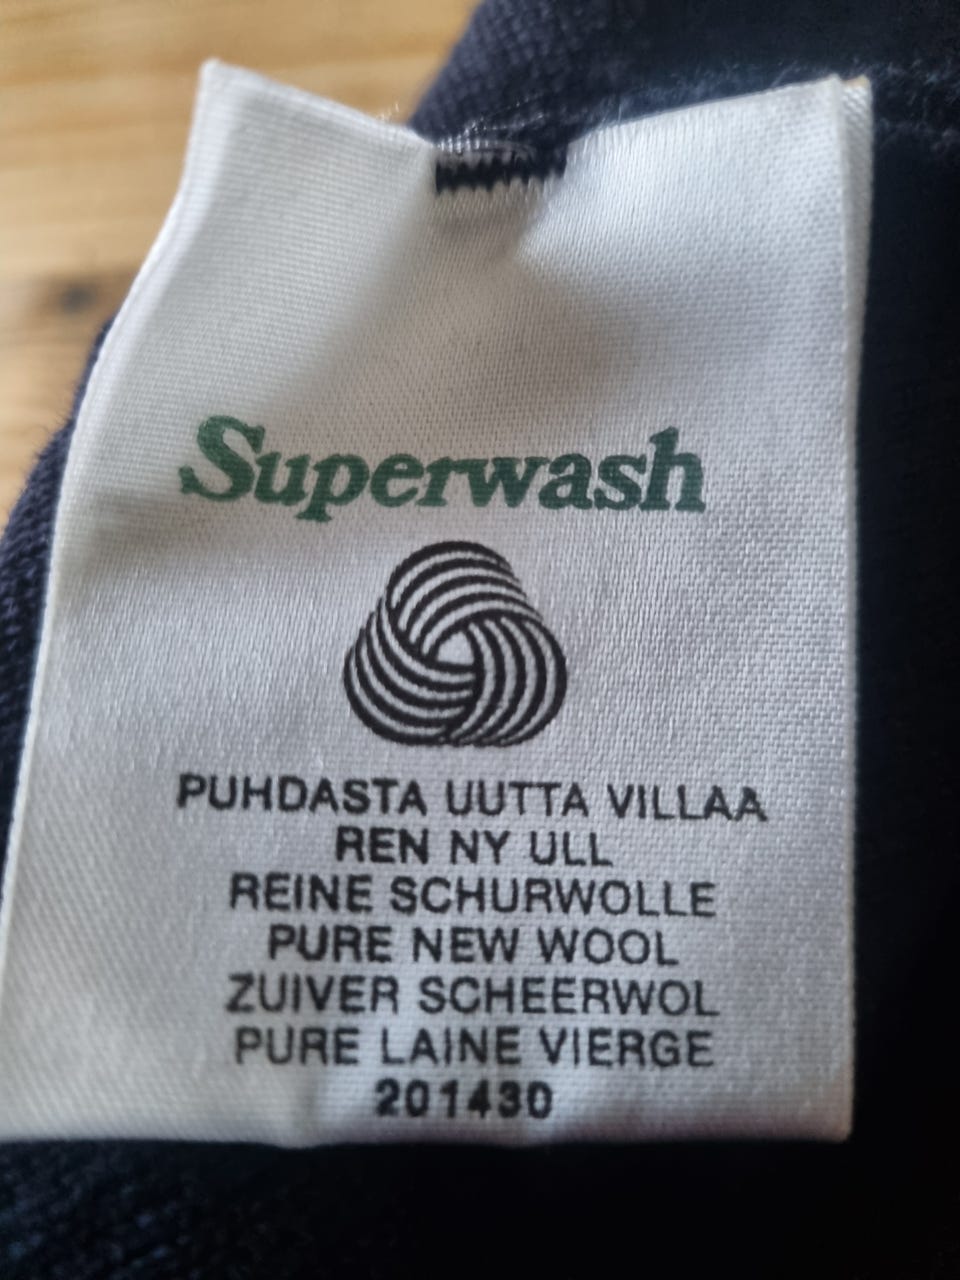 Superwash
PUHDASTA UUTTA VILLAA
REN NY ULL
REINE SCHURWOLLE
PURE NEW WOOL
ZUIVER SCHEERWOL
PURE LAINE VIERGE
201430